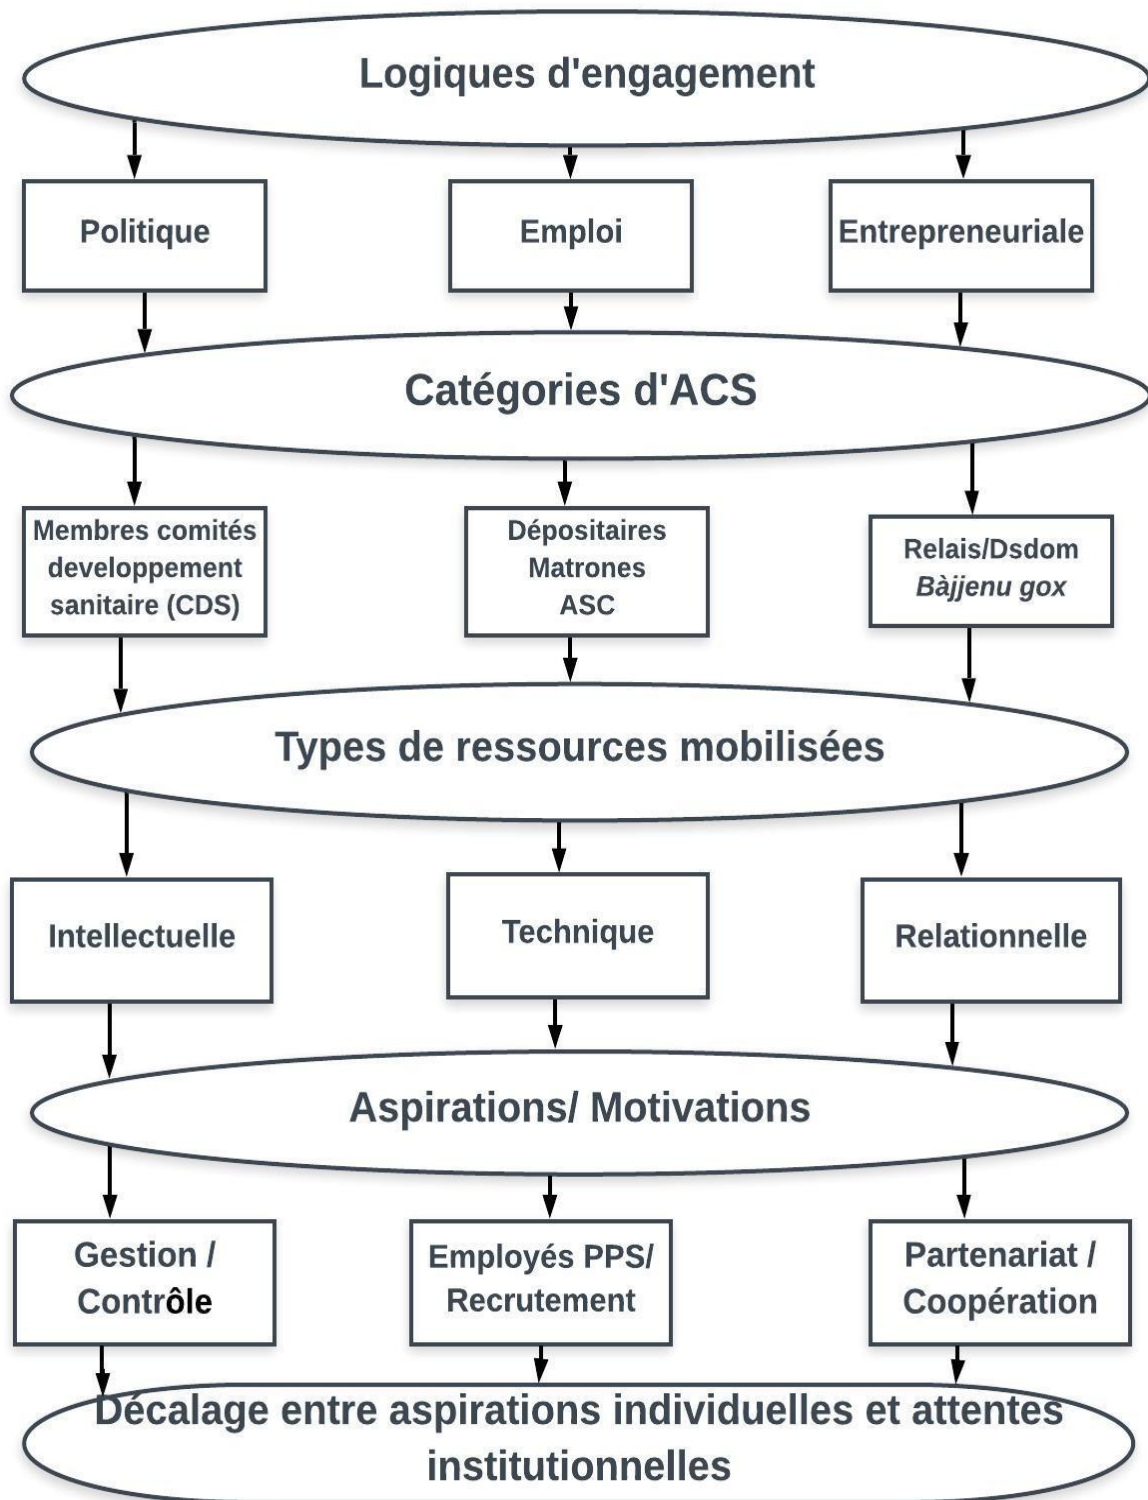 Logiques d'engagement
Politique
Emploi
Entrepreneuriale
Catégories d'ACS
Membres comités
developpement
sanitaire (CDS)
Dépositaires
Matrones
ASC
Relais/Dsdom
Bàjjenu gox
Types de ressources mobilisées
Intellectuelle
Technique
Relationnelle
Aspirations/ Motivations
Gestion /
Contrôle
Employés PPS/
Recrutement
Partenariat /
Coopération
Décalage entre aspirations individuelles et attentes
institutionnelles